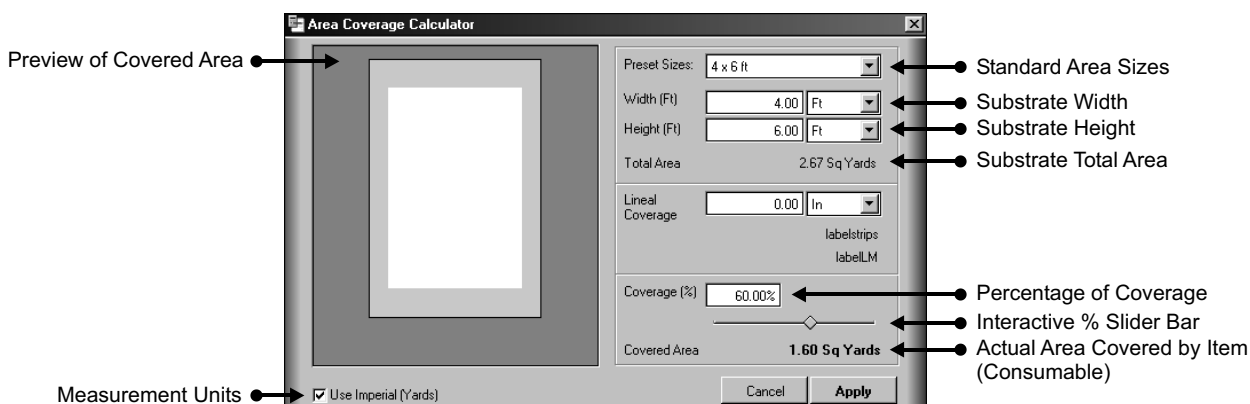 Area Coverage Calculator
Preview of Covered Area
Preset Sizes: 4 x 6 ft
Standard Area Sizes
Width (Ft) 4.00 Ft
Substrate Width
Height (Ft) 6.00 Ft
Substrate Height
Total Area 2.67 Sq Yards
Substrate Total Area
Lineal
Coverage
0.00 In
labelstrips
labelLM
Coverage (%) 60.00%
Percentage of Coverage
Interactive % Slider Bar
Covered Area 1.60 Sq Yards
Actual Area Covered by Item
(Consumable)
Measurement Units
Use Imperial (Yards)
Cancel Apply